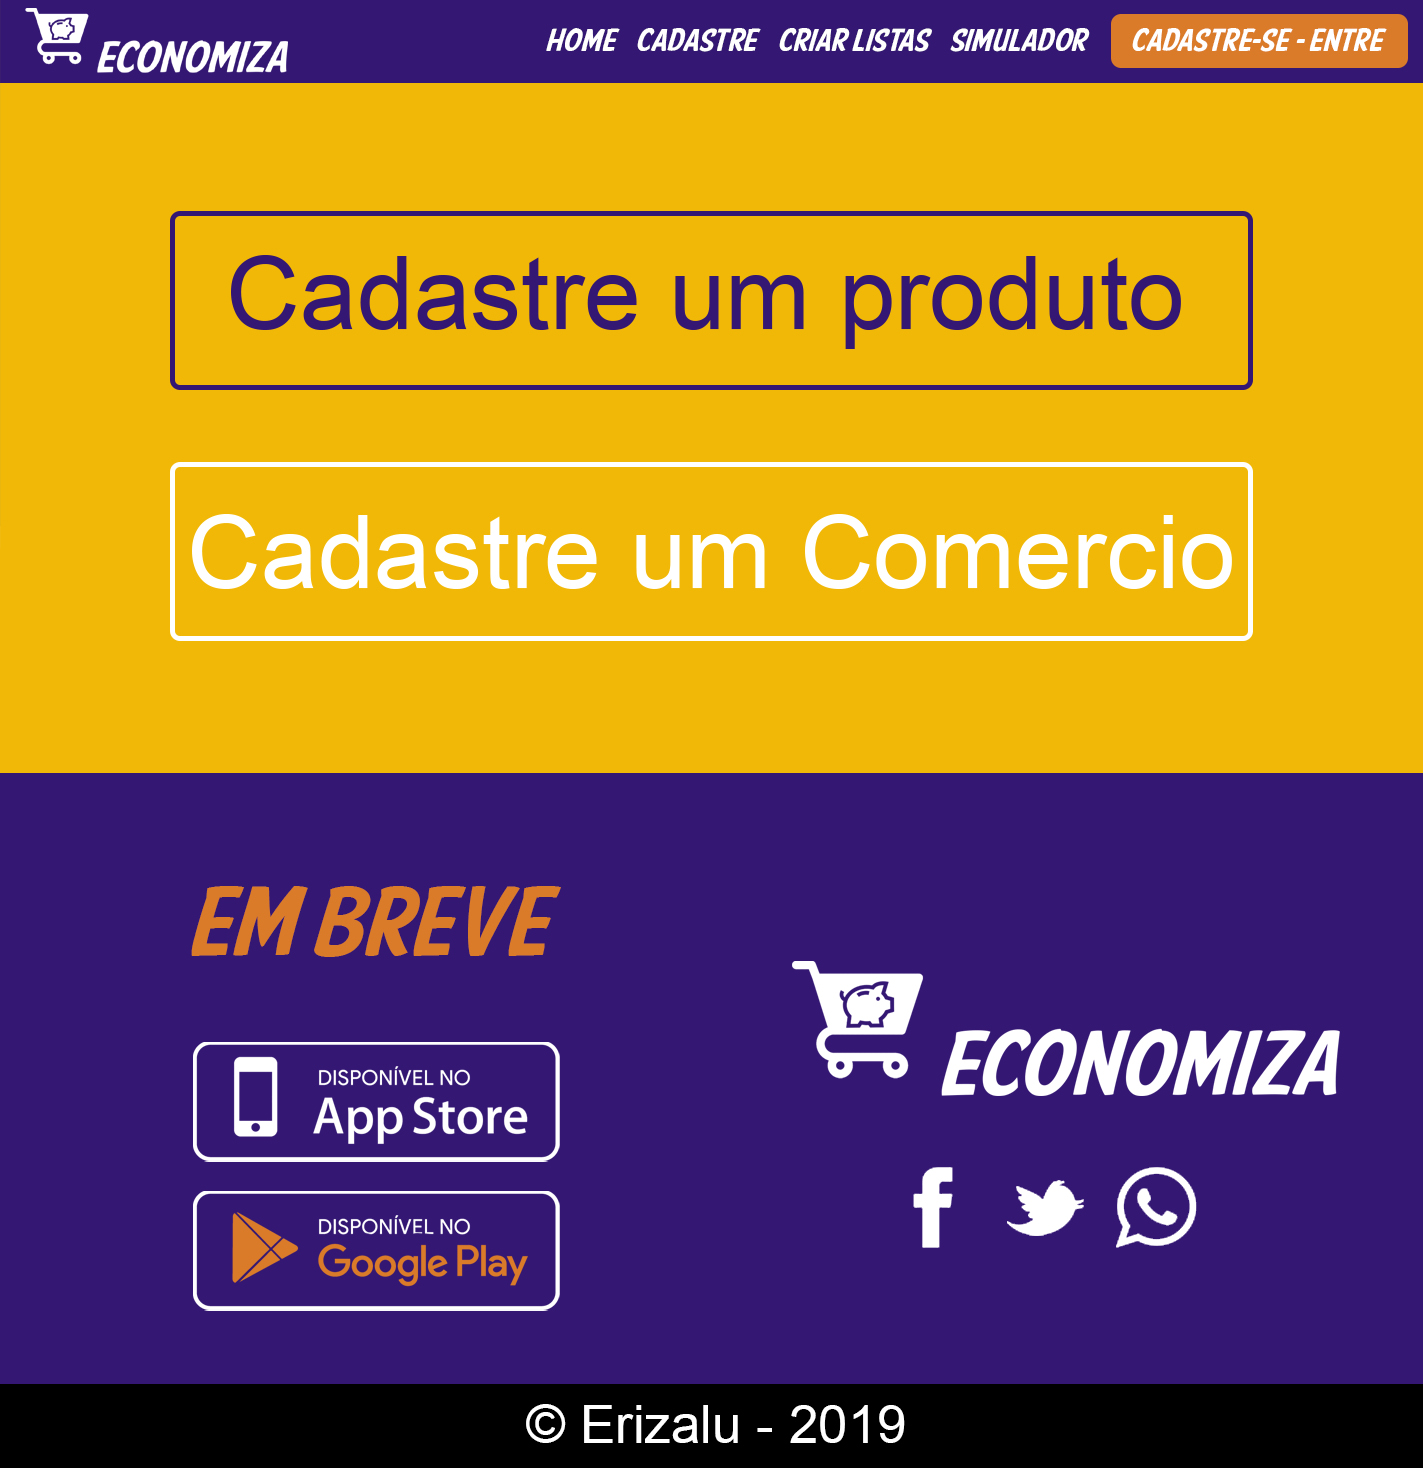 ECONOMIZA
HOME CADASTRE CRIAR LISTAS SIMULADOR CADASTRE-SE - ENTRE
Cadastre um produto
Cadastre um Comercio
EM BREVE
DISPONÍVEL NO
App Store
DISPONÍVEL NO
Google Play
ECONOMIZA
© Erizalu - 2019